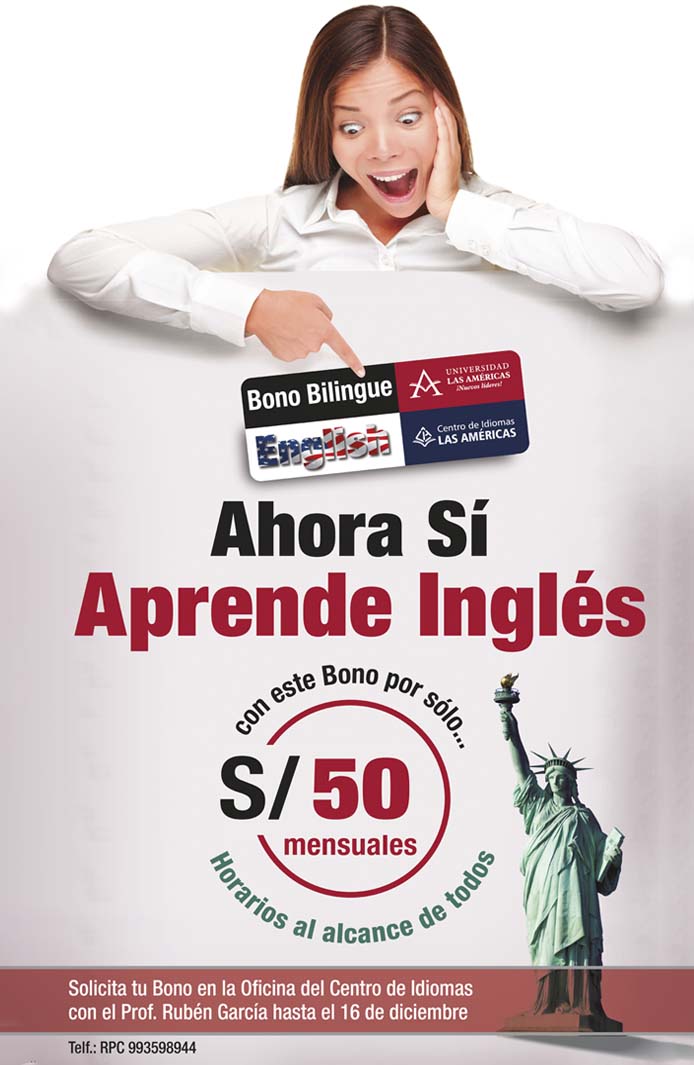 Bono Bilingue
UNIVERSIDAD
LAS AMÉRICAS
¡Nuevos líderes!
English
Centro de Idiomas
LAS AMÉRICAS
Ahora Sí
Aprende Inglés
con este Bono por sólo...
S/ 50
mensuales
Horarios al alcance de todos
Solicita tu Bono en la Oficina del Centro de Idiomas
con el Prof. Rubén García hasta el 16 de diciembre
Telf.: RPC 993598944